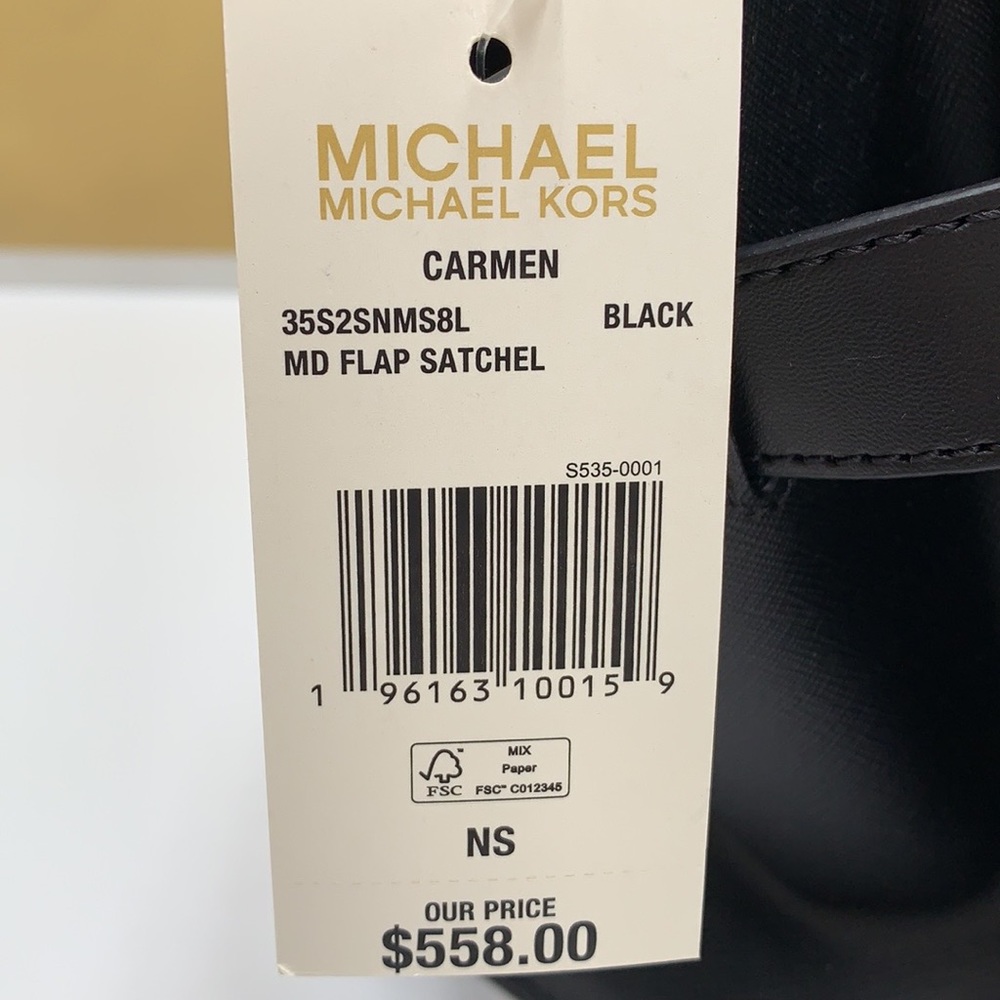 MICHAEL
MICHAEL KORS
CARMEN
35S2SNMS8L BLACK
MD FLAP SATCHEL
S535-0001
1 96163 10015 9
MIX
Paper
FSC™ FSC™ C012345
NS
OUR PRICE
$558.00